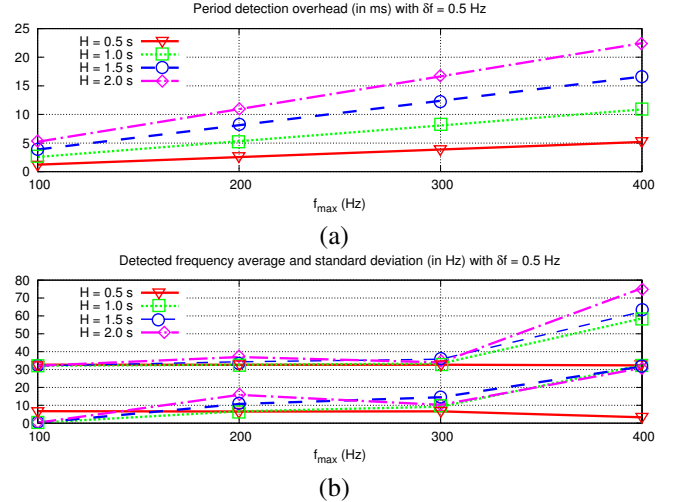 Period detection overhead (in ms) with δf = 0.5 Hz
25
20
15
10
5
0
H = 0.5 s
H = 1.0 s
H = 1.5 s
H = 2.0 s
100 200 300 400
f_max (Hz)
(a)
Detected frequency average and standard deviation (in Hz) with δf = 0.5 Hz
80
70
60
50
40
30
20
10
0
H = 0.5 s
H = 1.0 s
H = 1.5 s
H = 2.0 s
100 200 300 400
f_max (Hz)
(b)